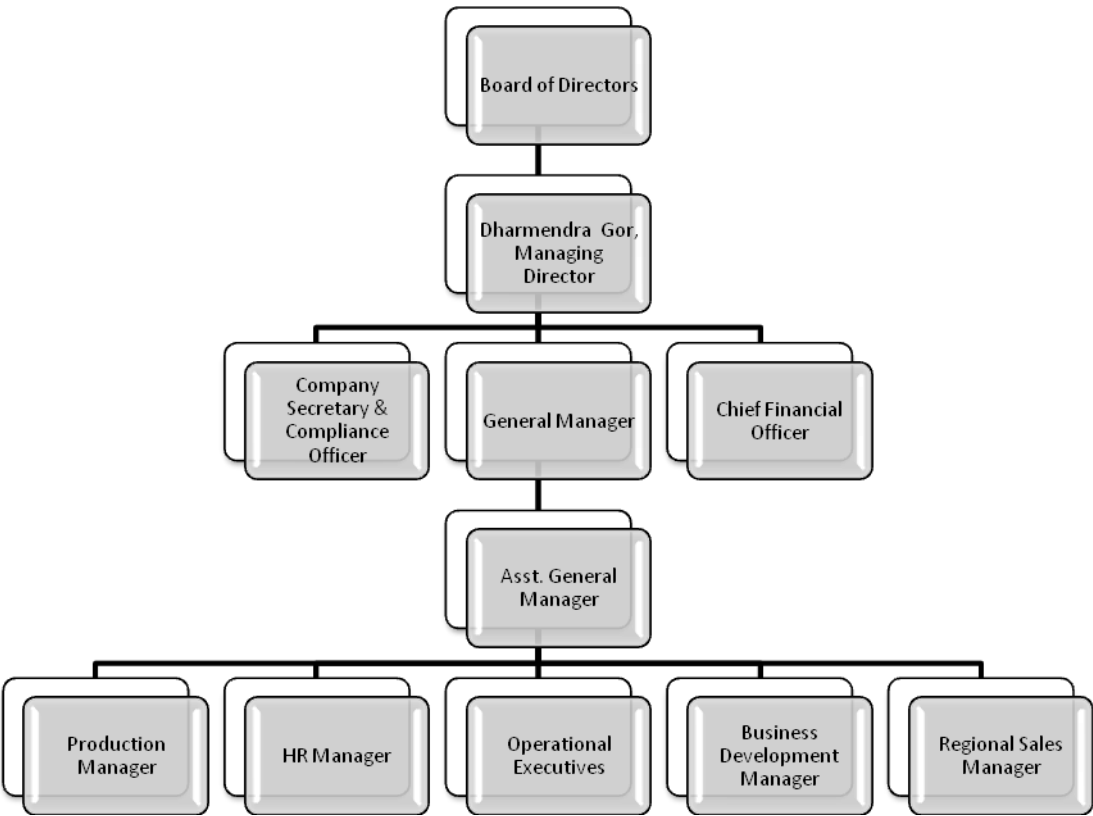 Board of Directors
Dharmendra Gor,
Managing
Director
Company
Secretary &
Compliance
Officer
General Manager
Chief Financial
Officer
Asst. General
Manager
Production
Manager
HR Manager
Operational
Executives
Business
Development
Manager
Regional Sales
Manager